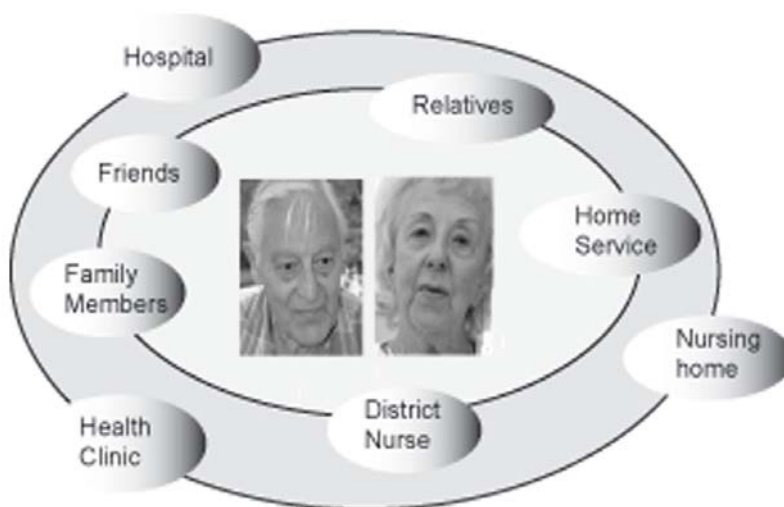 Hospital
Relatives
Friends
Home
Service
Family
Members
Nursing
home
District
Nurse
Health
Clinic